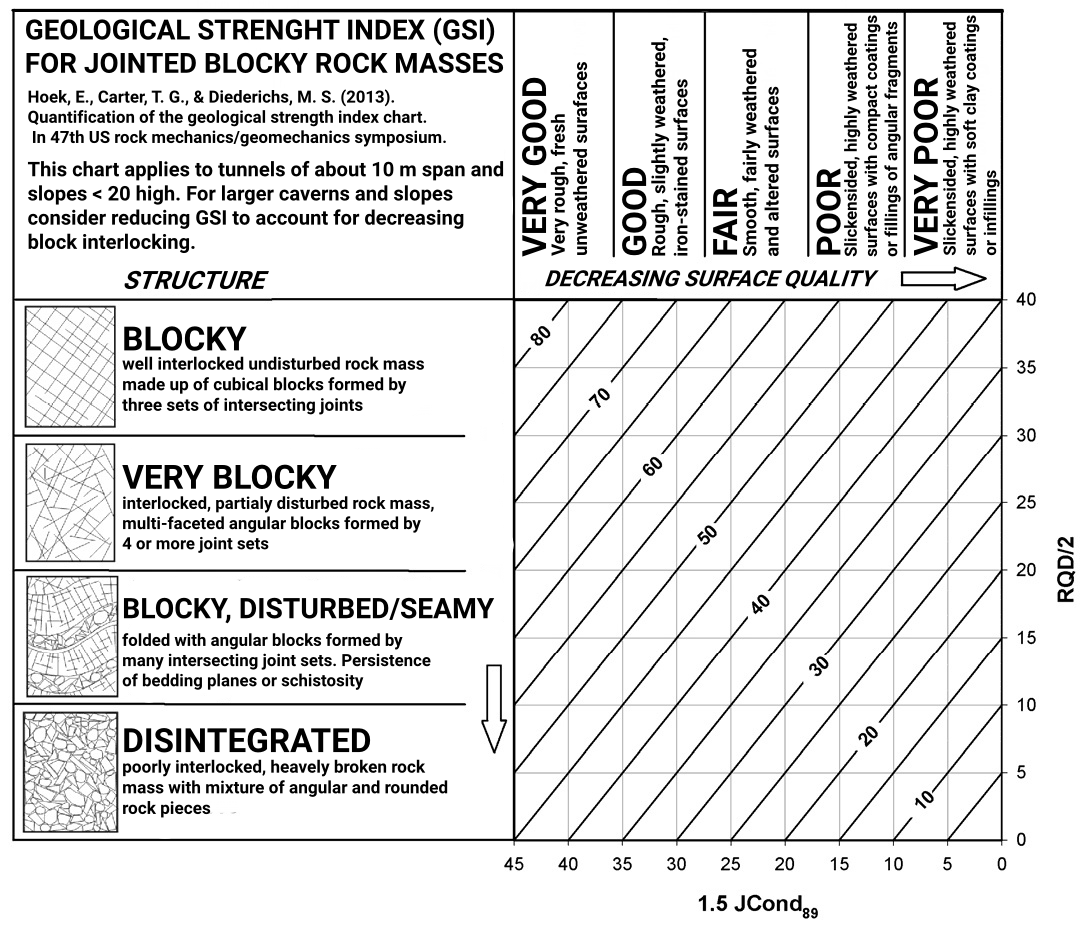 GEOLOGICAL STRENGHT INDEX (GSI)
FOR JOINTED BLOCKY ROCK MASSES
Hoek, E., Carter, T. G., & Diederichs, M. S. (2013).
Quantification of the geological strength index chart.
In 47th US rock mechanics/geomechanics symposium.
This chart applies to tunnels of about 10 m span and
slopes < 20 high. For larger caverns and slopes
consider reducing GSI to account for decreasing
block interlocking.
STRUCTURE
VERY GOOD
Very rough, fresh
unweathered surafaces
GOOD
Rough, slightly weathered,
iron-stained surfaces
FAIR
Smooth, fairly weathered
and altered surfaces
POOR
Slickensided, highly weathered
surfaces with compact coatings
or fillings of angular fragments
VERY POOR
Slickensided, highly weathered
surfaces with soft clay coatings
or infillings
DECREASING SURFACE QUALITY
BLOCKY
well interlocked undisturbed rock mass
made up of cubical blocks formed by
three sets of intersecting joints
VERY BLOCKY
interlocked, partialy disturbed rock mass,
multi-faceted angular blocks formed by
4 or more joint sets
BLOCKY, DISTURBED/SEAMY
folded with angular blocks formed by
many intersecting joint sets. Persistence
of bedding planes or schistosity
DISINTEGRATED
poorly interlocked, heavely broken rock
mass with mixture of angular and rounded
rock pieces
80
70
60
50
40
30
20
10
40
35
30
25
20
15
10
5
0
RQD/2
45 40 35 30 25 20 15 10 5 0
1.5 JCond89